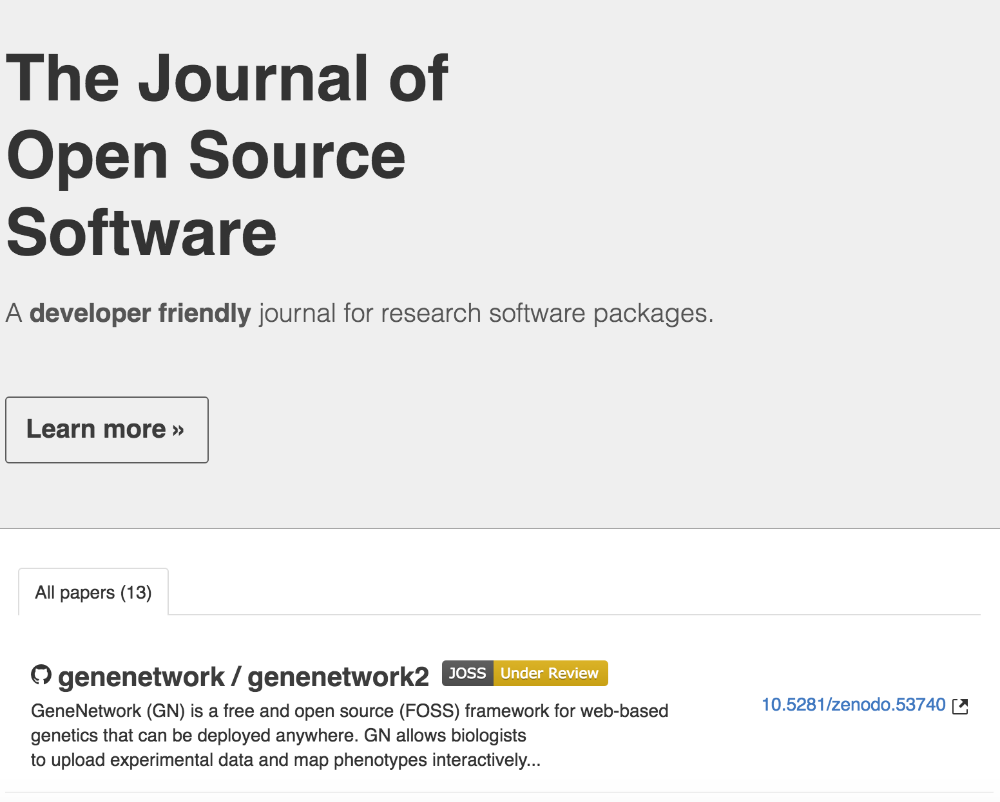 The Journal of
Open Source
Software
A developer friendly journal for research software packages.
Learn more »
All papers (13)
genenetwork / genenetwork2 JOSS Under Review
GeneNetwork (GN) is a free and open source (FOSS) framework for web-based
genetics that can be deployed anywhere. GN allows biologists
to upload experimental data and map phenotypes interactively...
10.5281/zenodo.53740